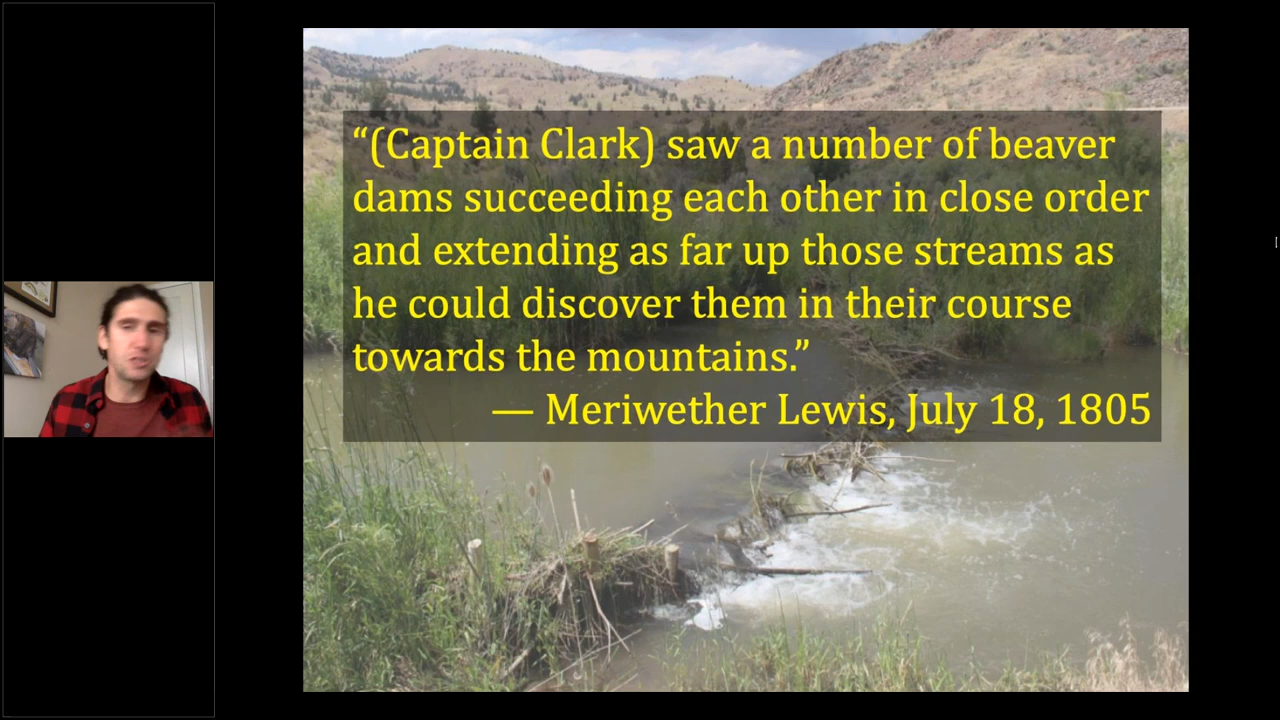 “(Captain Clark) saw a number of beaver
dams succeeding each other in close order
and extending as far up those streams as
he could discover them in their course
towards the mountains.”
— Meriwether Lewis, July 18, 1805